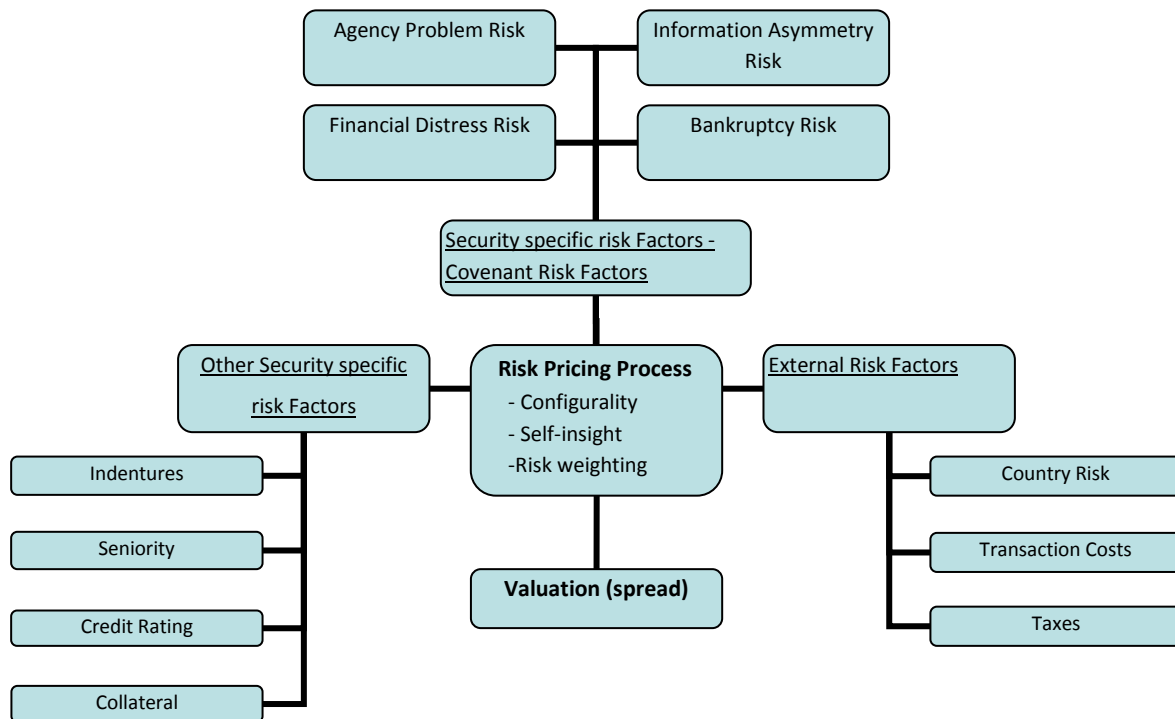 Agency Problem Risk
Information Asymmetry
Risk
Financial Distress Risk
Bankruptcy Risk
Security specific risk Factors -
Covenant Risk Factors
Other Security specific
risk Factors
Risk Pricing Process
- Configurality
- Self-insight
-Risk weighting
External Risk Factors
Indentures
Seniority
Credit Rating
Collateral
Country Risk
Transaction Costs
Taxes
Valuation (spread)